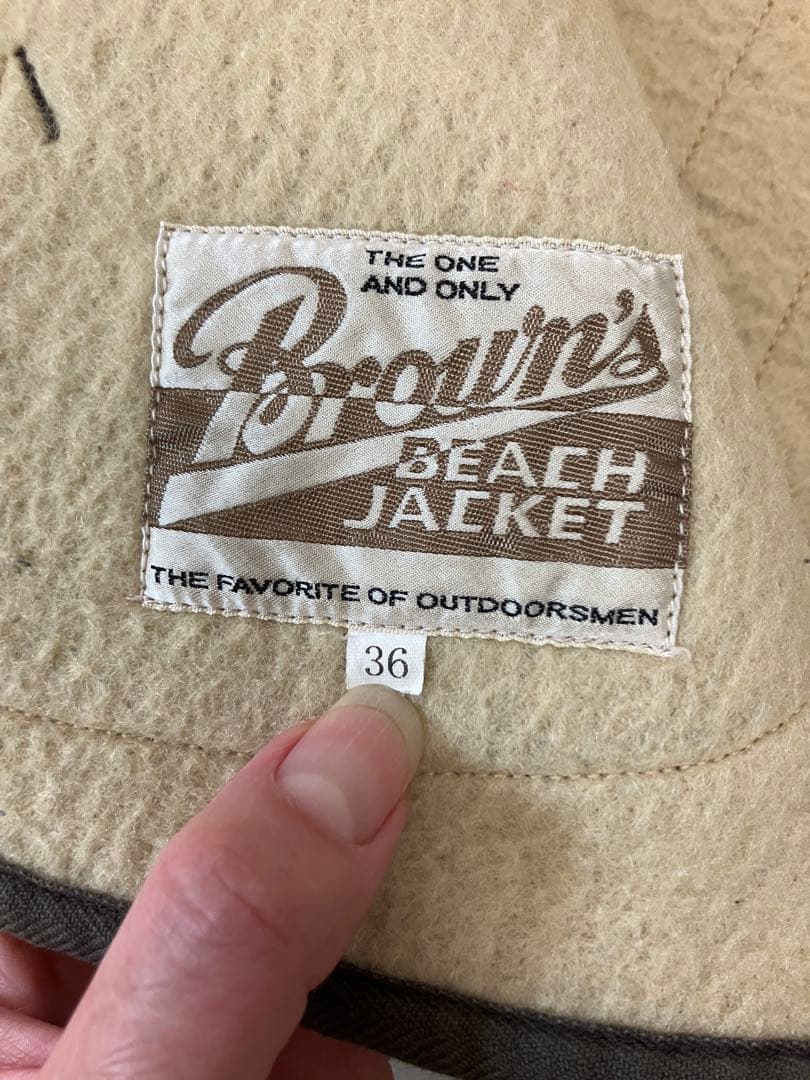 THE ONE
AND ONLY
Brown's
BEACH
JACKET
THE FAVORITE OF OUTDOORSMEN
36